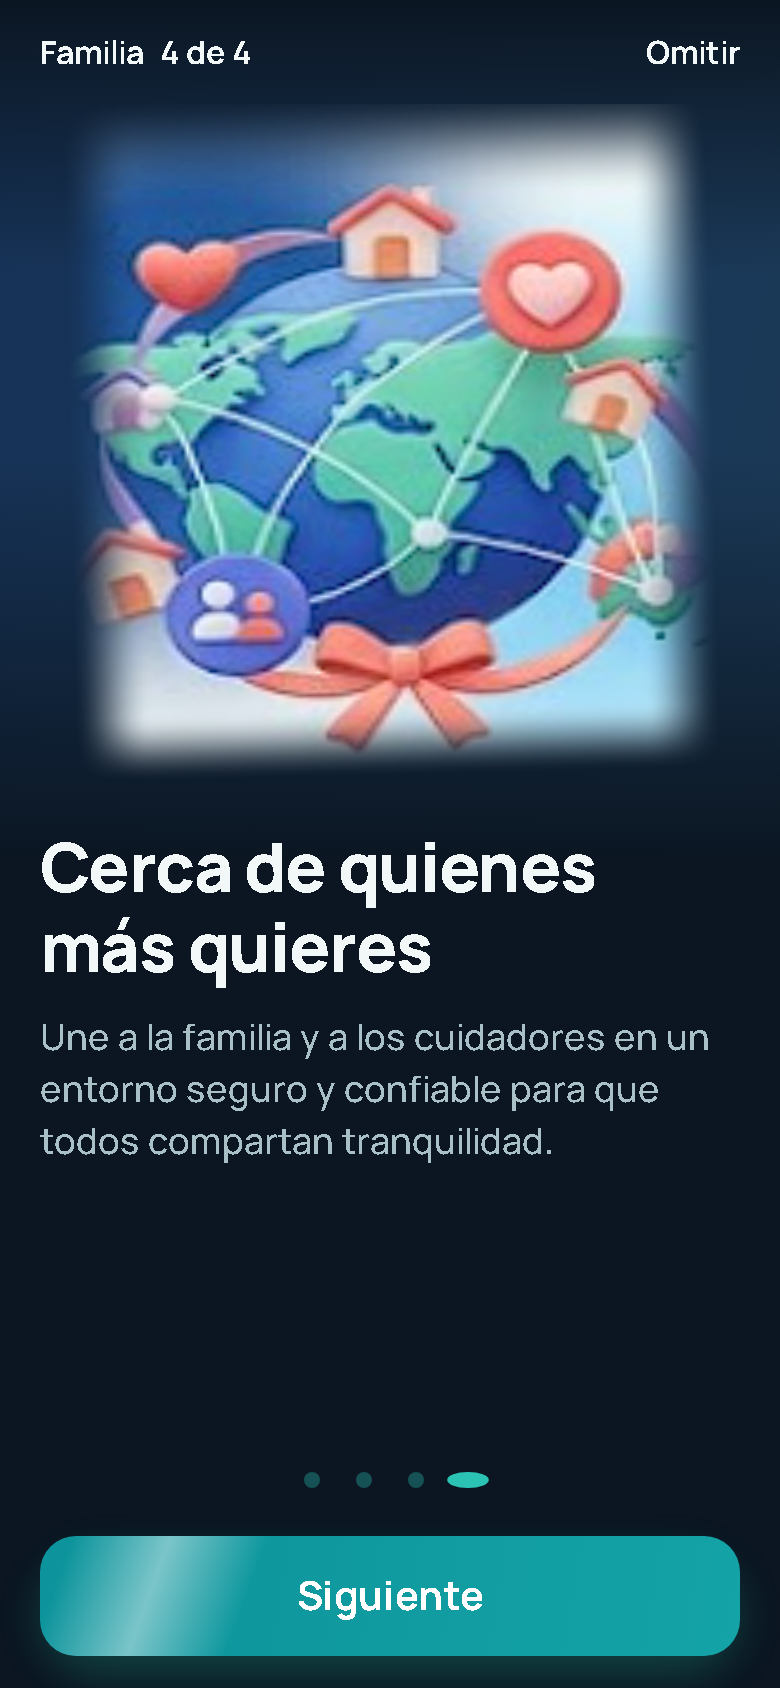 Familia 4 de 4
Omitir
Cerca de quienes
más quieres
Une a la familia y a los cuidadores en un
entorno seguro y confiable para que
todos compartan tranquilidad.
Siguiente